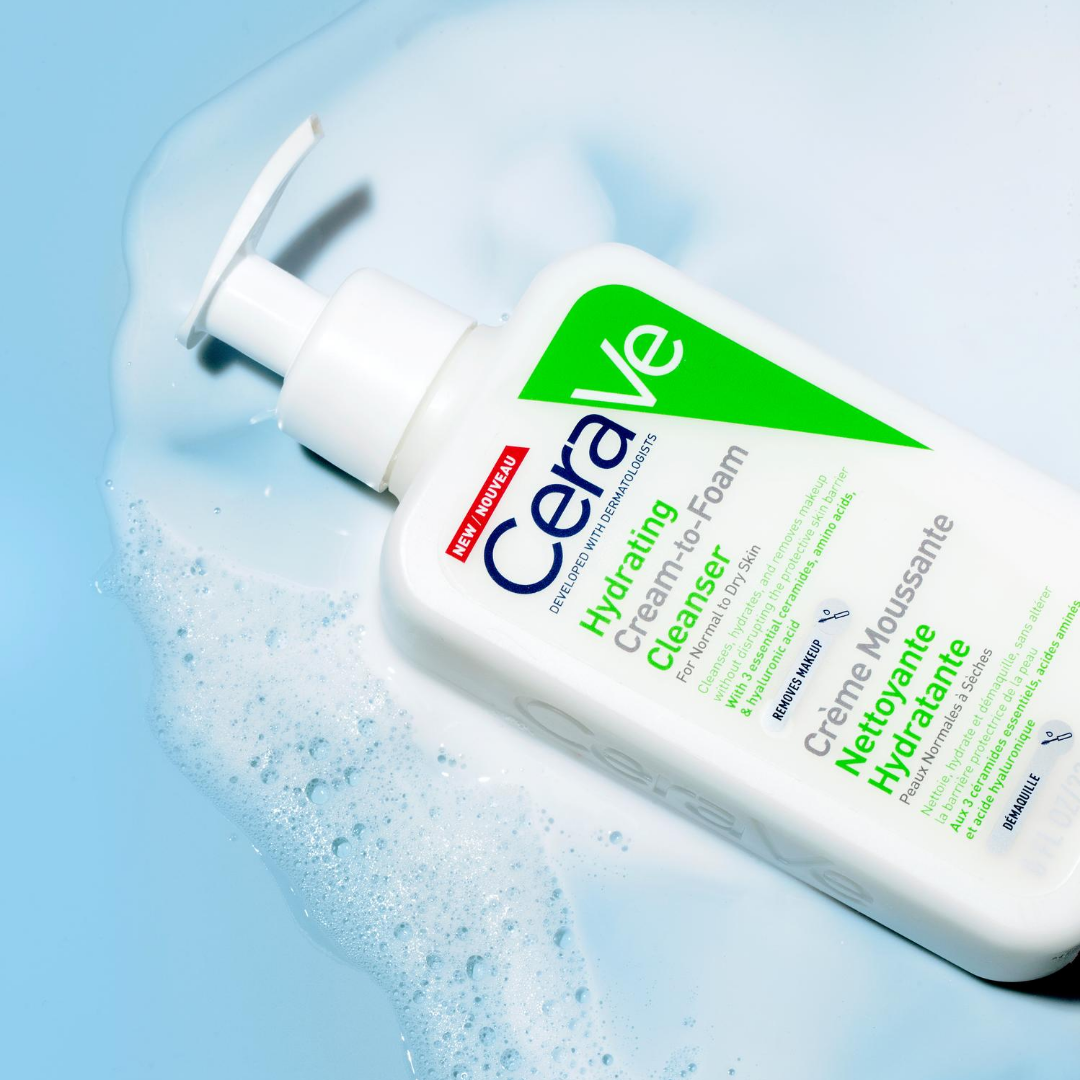 CeraVe
NEW / NOUVEAU
DEVELOPED WITH DERMATOLOGISTS
Hydrating
Cream-to-Foam
Cleanser
For Normal to Dry Skin
Cleanses, hydrates, and removes makeup
without disrupting the protective skin barrier
With 3 essential ceramides, amino acids,
& hyaluronic acid
REMOVES MAKEUP
Crème Moussante
Nettoyante
Hydratante
Peaux Normales à Sèches
Nettoie, hydrate et démaquille, sans altérer
la barrière protectrice de la peau
Aux 3 céramides essentiels, acides aminés
et acide hyaluronique
DÉMAQUILLE
CeraVe